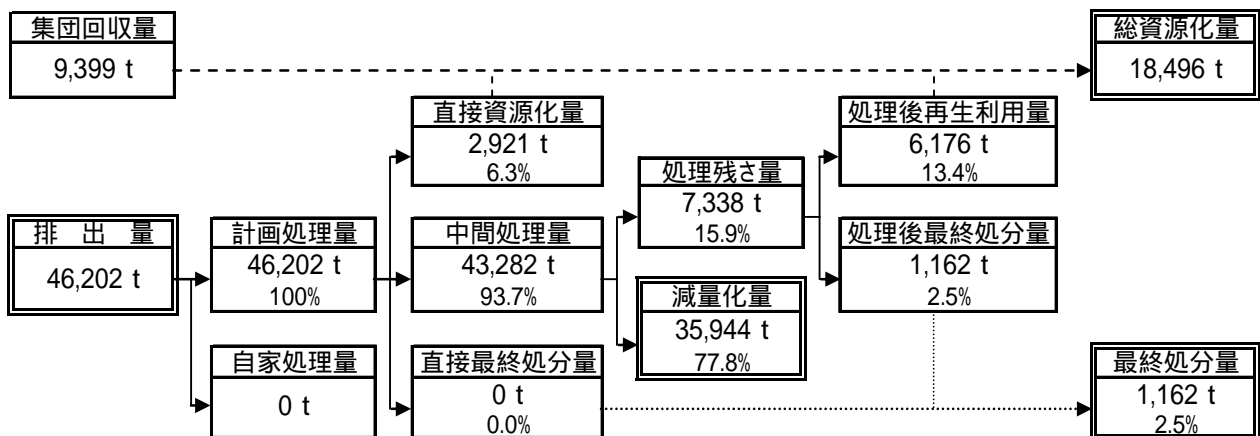 集団回収量
9,399 t
総資源化量
18,496 t
直接資源化量
2,921 t
6.3%
処理後再生利用量
6,176 t
13.4%
処理残さ量
7,338 t
15.9%
排 出 量
46,202 t
計画処理量
46,202 t
100%
中間処理量
43,282 t
93.7%
処理後最終処分量
1,162 t
2.5%
減量化量
35,944 t
77.8%
自家処理量
0 t
直接最終処分量
0 t
0.0%
最終処分量
1,162 t
2.5%